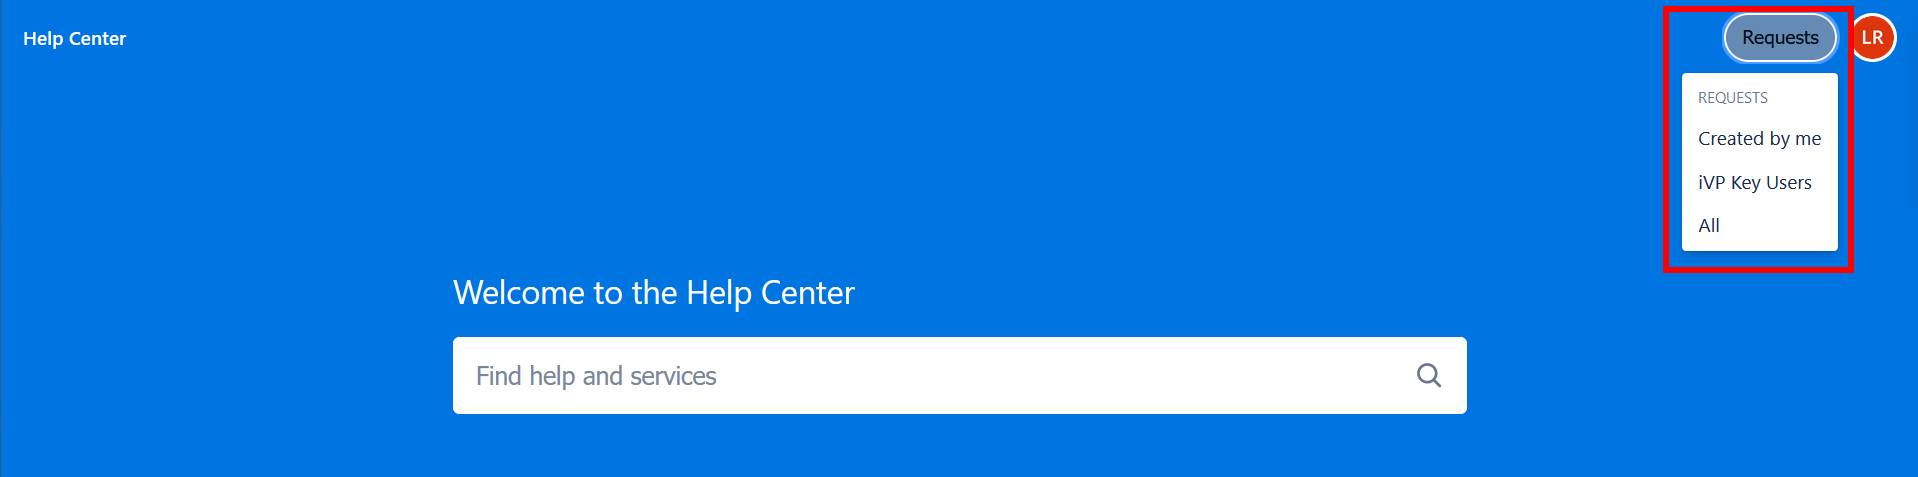 Help Center
Requests
LR
REQUESTS
Created by me
iVP Key Users
All
Welcome to the Help Center
Find help and services